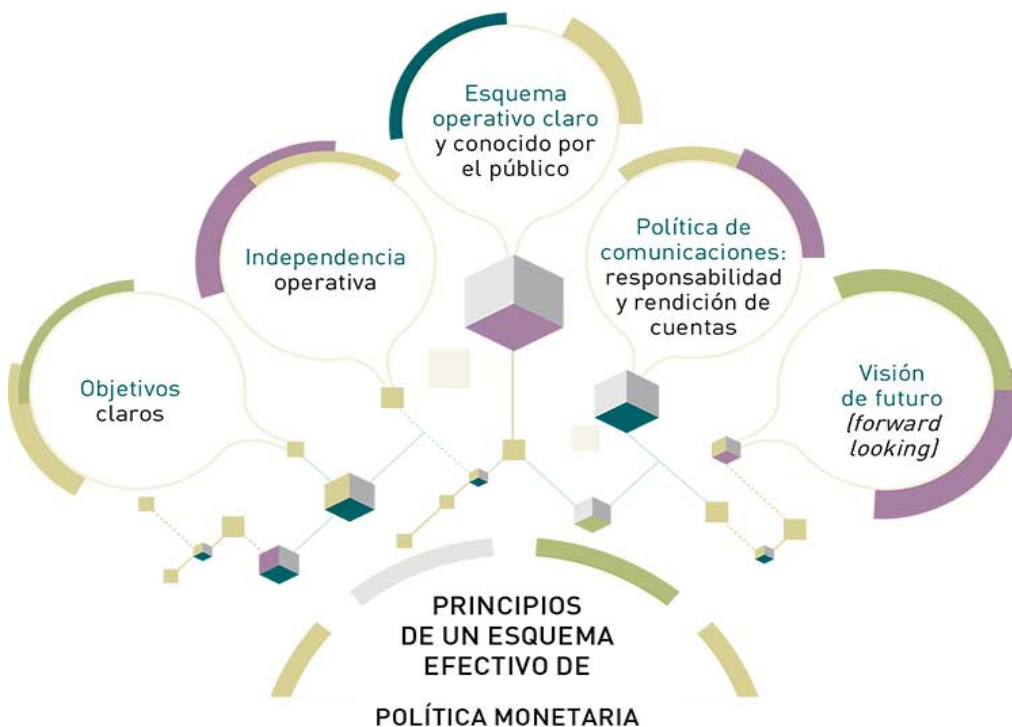 Esquema
operativo claro
y conocido por
el público
Independencia
operativa
Política de
comunicaciones:
responsabilidad
y rendición de
cuentas
Objetivos
claros
Visión
de futuro
(forward
looking)
PRINCIPIOS
DE UN ESQUEMA
EFECTIVO DE
POLÍTICA MONETARIA